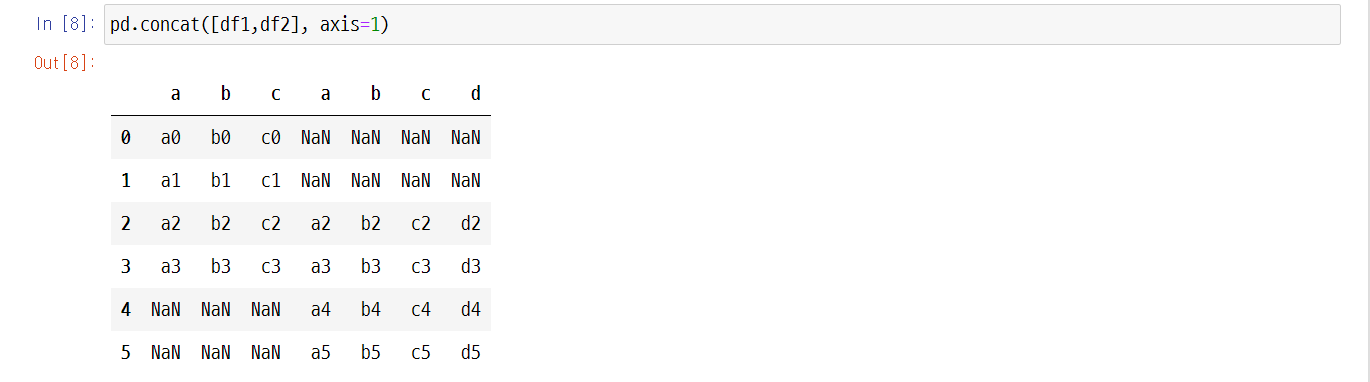 In [8]: pd.concat([df1,df2], axis=1)
Out[8]:
a b c a b c d
0 a0 b0 c0 NaN NaN NaN NaN
1 a1 b1 c1 NaN NaN NaN NaN
2 a2 b2 c2 a2 b2 c2 d2
3 a3 b3 c3 a3 b3 c3 d3
4 NaN NaN NaN a4 b4 c4 d4
5 NaN NaN NaN a5 b5 c5 d5